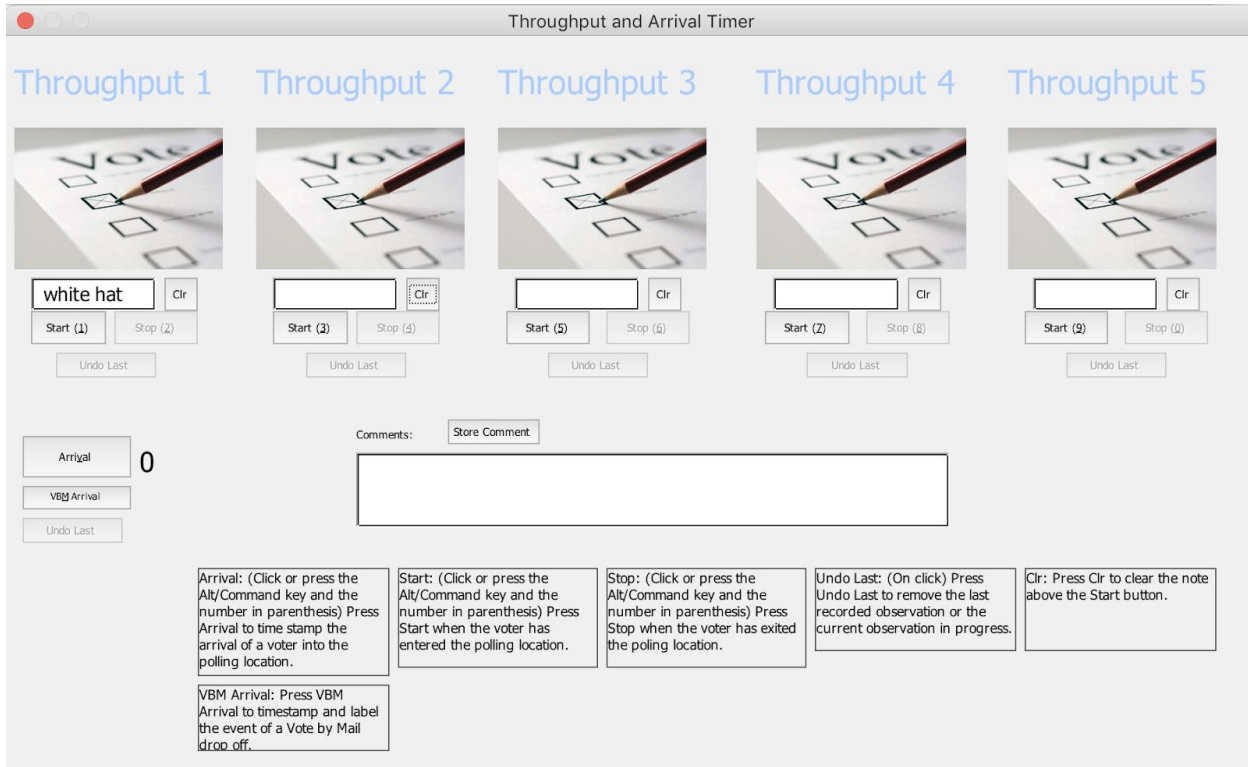 Throughput and Arrival Timer
Throughput 1 Throughput 2 Throughput 3 Throughput 4 Throughput 5
Vote Vote Vote Vote Vote
white hat Clr Clr Clr Clr Clr
Start (1) Stop (2) Start (3) Stop (4) Start (5) Stop (6) Start (7) Stop (8) Start (9) Stop (0)
Undo Last Undo Last Undo Last Undo Last Undo Last
Comments: Store Comment
Arrival 0
VBM Arrival
Undo Last
Arrival: (Click or press the
Alt/Command key and the
number in parenthesis) Press
Arrival to time stamp the
arrival of a voter into the
polling location.
Start: (Click or press the
Alt/Command key and the
number in parenthesis) Press
Start when the voter has
entered the polling location.
Stop: (Click or press the
Alt/Command key and the
number in parenthesis) Press
Stop when the voter has exited
the poling location.
Undo Last: (On click) Press
Undo Last to remove the last
recorded observation or the
current observation in progress.
Clr: Press Clr to clear the note
above the Start button.
VBM Arrival: Press VBM
Arrival to timestamp and label
the event of a Vote by Mail
drop off.